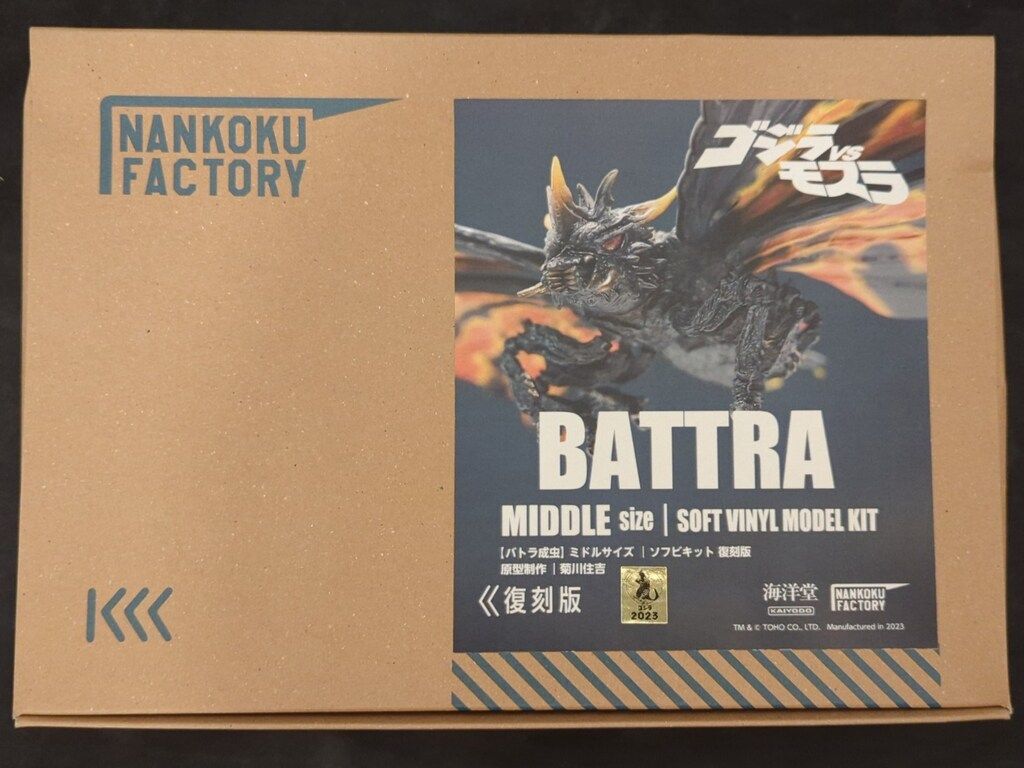 NANKOKU
FACTORY
ゴジラVS
モスラ
BATTRA
MIDDLE size | SOFT VINYL MODEL KIT
【バトラ成虫】ミドルサイズ | ソフビキット 復刻版
原型制作 | 菊川住吉
復刻版
ゴジラ
2023
海洋堂
KAIYODO
NANKOKU
FACTORY
TM & © TOHO CO., LTD. Manufactured in 2023